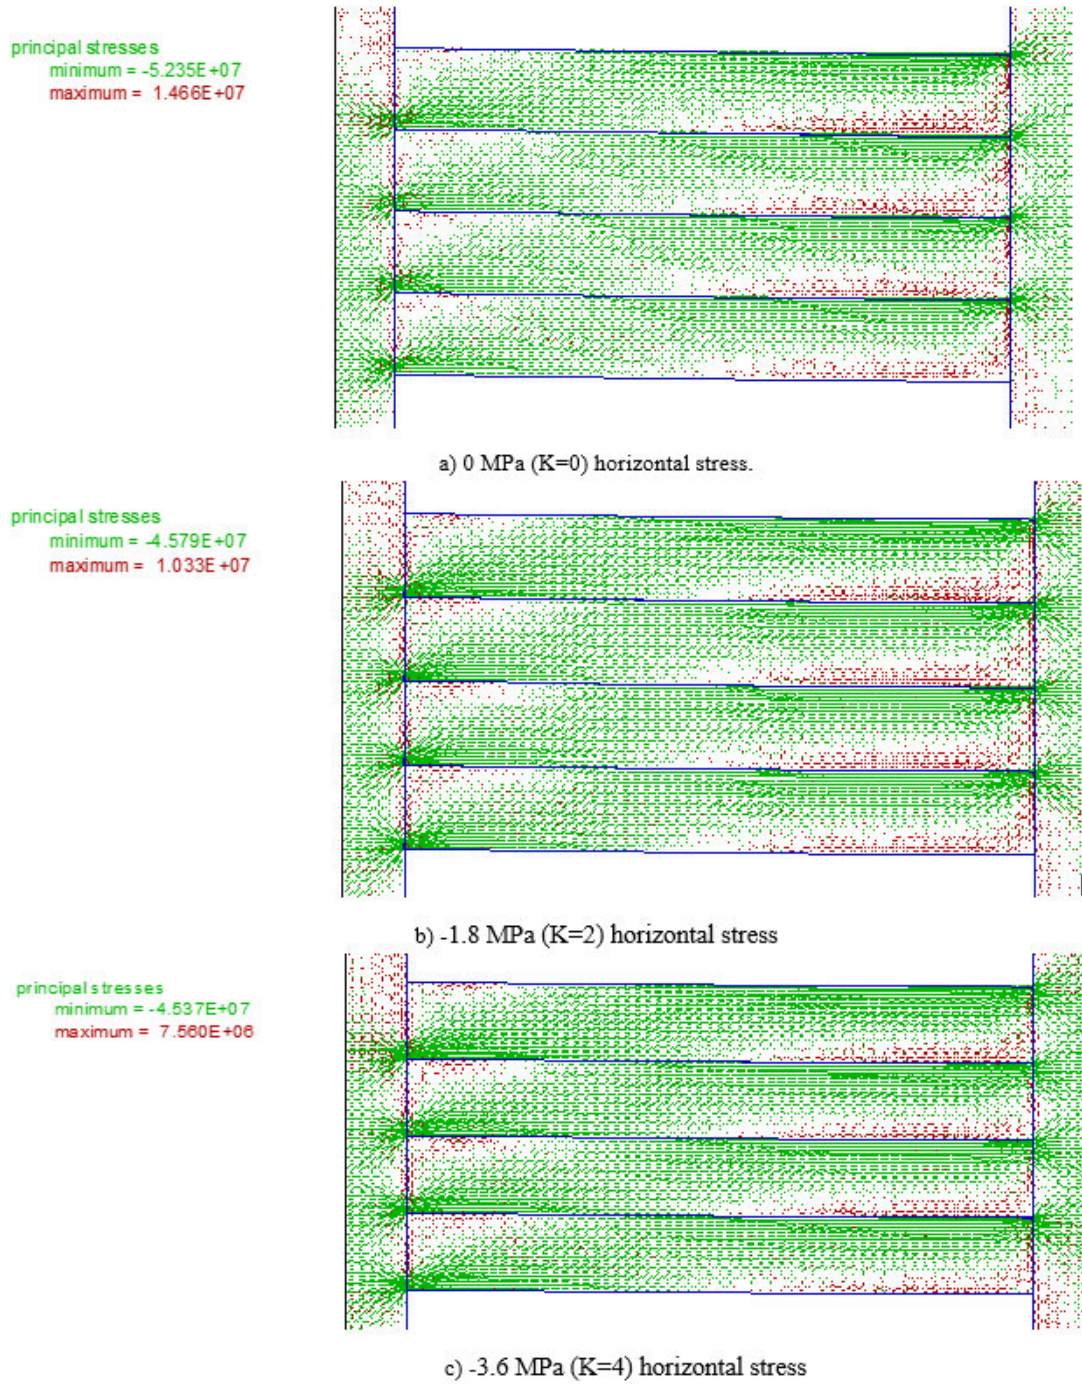 principal stresses
minimum = -5.235E+07
maximum = 1.466E+07
a) 0 MPa (K=0) horizontal stress.
principal stresses
minimum = -4.579E+07
maximum = 1.033E+07
b) -1.8 MPa (K=2) horizontal stress
principal stresses
minimum = -4.537E+07
maximum = 7.560E+06
c) -3.6 MPa (K=4) horizontal stress